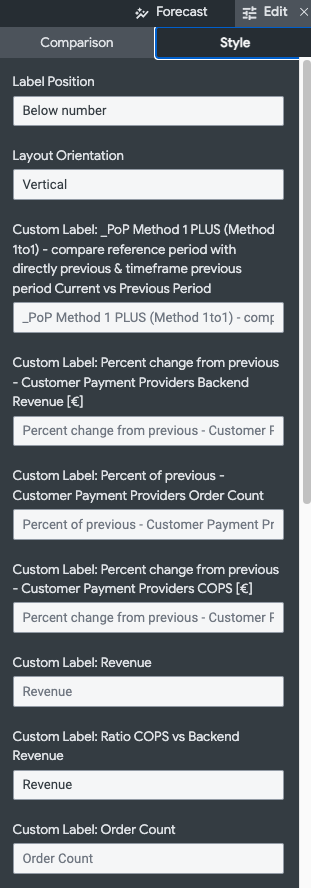 Forecast Edit ×
Comparison Style
Label Position
Below number
Layout Orientation
Vertical
Custom Label: _PoP Method 1 PLUS (Method
1to1) - compare reference period with
directly previous & timeframe previous
period Current vs Previous Period
_PoP Method 1 PLUS (Method 1to1) - comp
Custom Label: Percent change from previous
- Customer Payment Providers Backend
Revenue [€]
Percent change from previous - Customer F
Custom Label: Percent of previous -
Customer Payment Providers Order Count
Percent of previous - Customer Payment Pr
Custom Label: Percent change from previous
- Customer Payment Providers COPS [€]
Percent change from previous - Customer F
Custom Label: Revenue
Revenue
Custom Label: Ratio COPS vs Backend
Revenue
Revenue
Custom Label: Order Count
Order Count